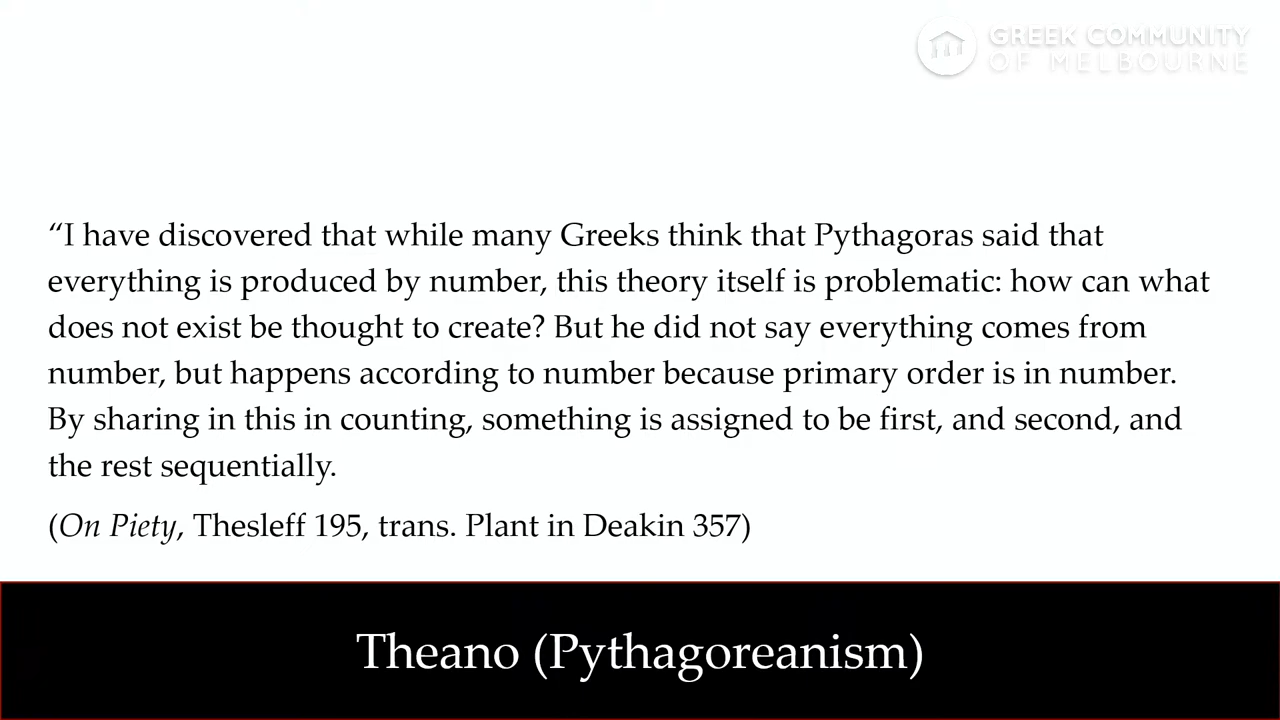 GREEK COMMUNITY
OF MELBOURNE
“I have discovered that while many Greeks think that Pythagoras said that
everything is produced by number, this theory itself is problematic: how can what
does not exist be thought to create? But he did not say everything comes from
number, but happens according to number because primary order is in number.
By sharing in this in counting, something is assigned to be first, and second, and
the rest sequentially.
(On Piety, Thesleff 195, trans. Plant in Deakin 357)
Theano (Pythagoreanism)